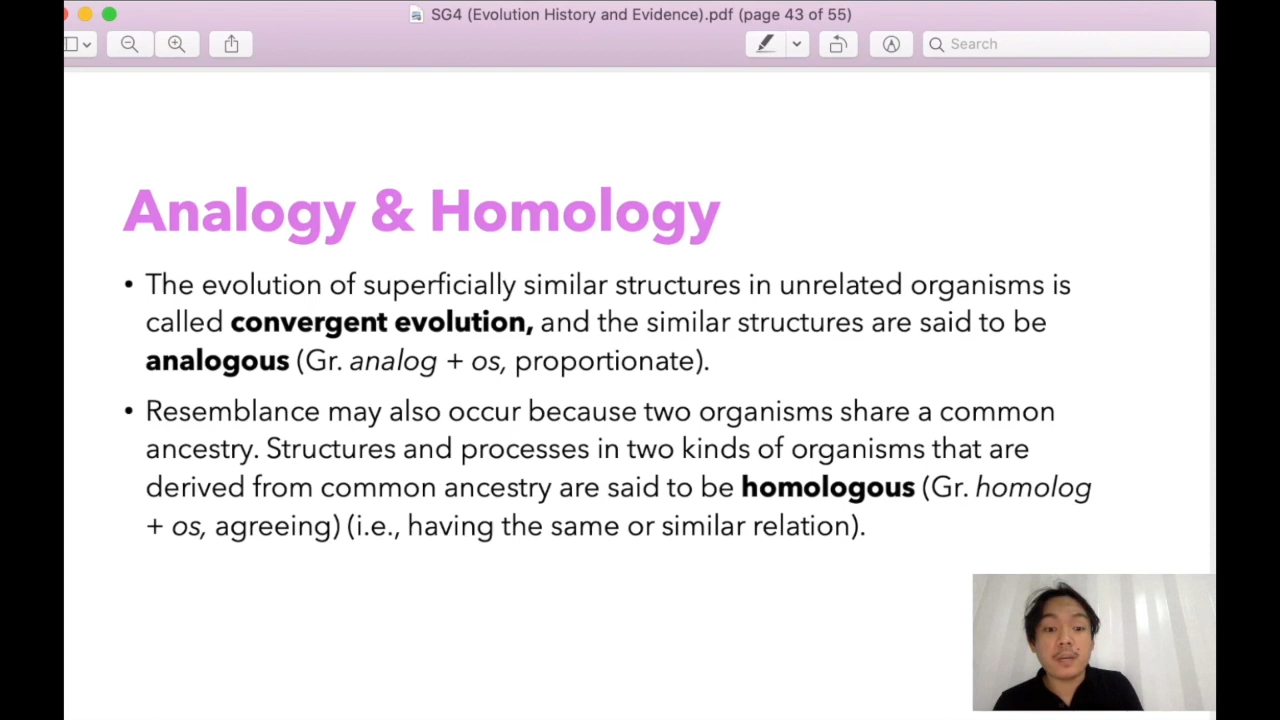 SG4 (Evolution History and Evidence).pdf (page 43 of 55)
Search
Analogy & Homology
• The evolution of superficially similar structures in unrelated organisms is
called convergent evolution, and the similar structures are said to be
analogous (Gr. analog + os, proportionate).
• Resemblance may also occur because two organisms share a common
ancestry. Structures and processes in two kinds of organisms that are
derived from common ancestry are said to be homologous (Gr. homolog
+ os, agreeing) (i.e., having the same or similar relation).